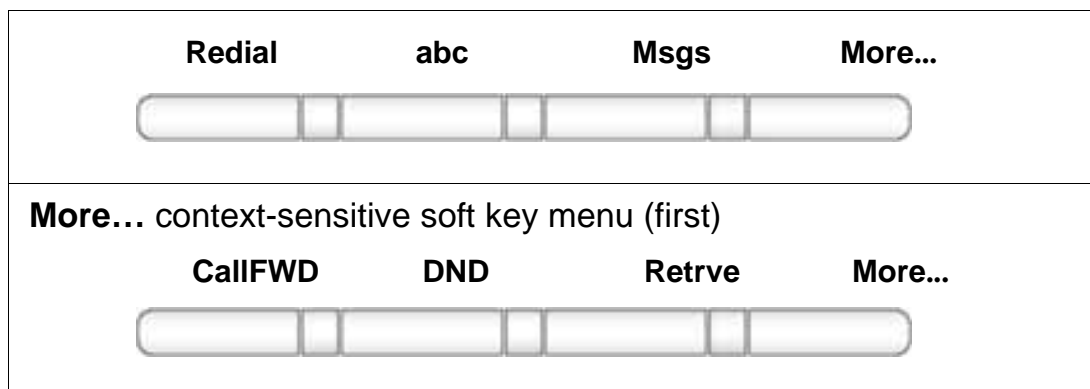 Redial abc Msgs More...
More… context-sensitive soft key menu (first)
CallFWD DND Retrve More...